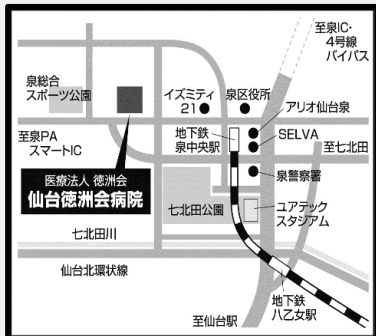 至泉IC・
4号線
バイパス
泉総合
スポーツ公園
イズミティ
21
泉区役所
アリオ仙台泉
至泉PA
スマートIC
地下鉄
泉中央駅
SELVA
至七北田
医療法人 徳洲会
仙台徳洲会病院
泉警察署
七北田公園
ユアテック
スタジアム
七北田川
仙台北環状線
地下鉄
八乙女駅
至仙台駅